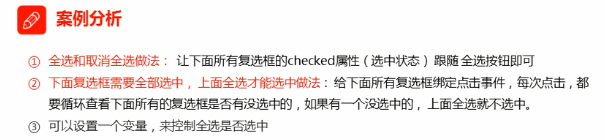 案例分析
① 全选和取消全选做法： 让下面所有复选框的checked属性（选中状态） 跟随 全选按钮即可
② 下面复选框需要全部选中， 上面全选才能选中做法： 给下面所有复选框绑定点击事件，每次点击，都
要循环查看下面所有的复选框是否有没选中的，如果有一个没选中的， 上面全选就不选中。
③ 可以设置一个变量，来控制全选是否选中